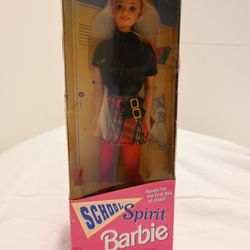 Ready for
the first day
of class!
SCHOOL
Spirit
Barbie